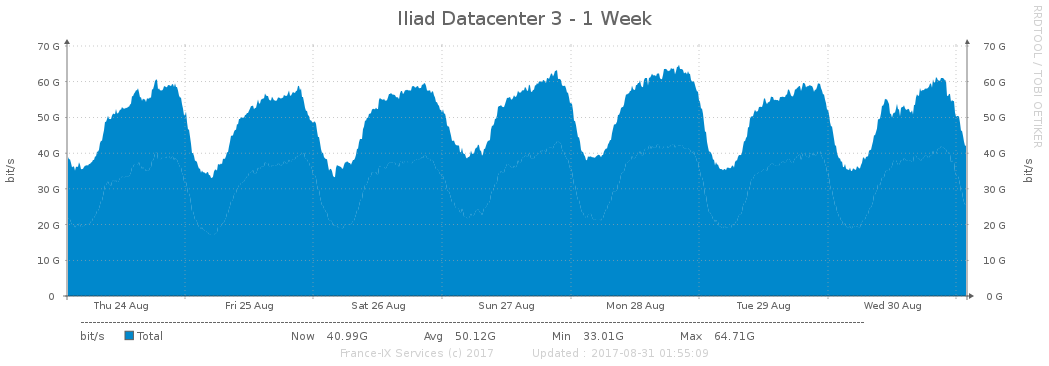 Iliad Datacenter 3 - 1 Week
RRDTOOL / TOBI OETIKER
70 G 70 G
60 G 60 G
50 G 50 G
40 G 40 G
30 G 30 G
20 G 20 G
10 G 10 G
0 0 G
bit/s
bit/s
Thu 24 Aug Fri 25 Aug Sat 26 Aug Sun 27 Aug Mon 28 Aug Tue 29 Aug Wed 30 Aug
bit/s Total Now 40.99G Avg 50.12G Min 33.01G Max 64.71G
France-IX Services (c) 2017 Updated : 2017-08-31 01:55:09